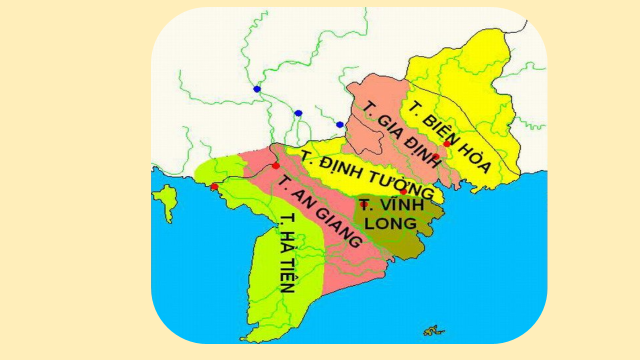 T. BIÊN HÒA
T. GIA ĐỊNH
T. ĐỊNH TƯỜNG
T. VĨNH
LONG
T. AN GIANG
T. HÀ TIÊN